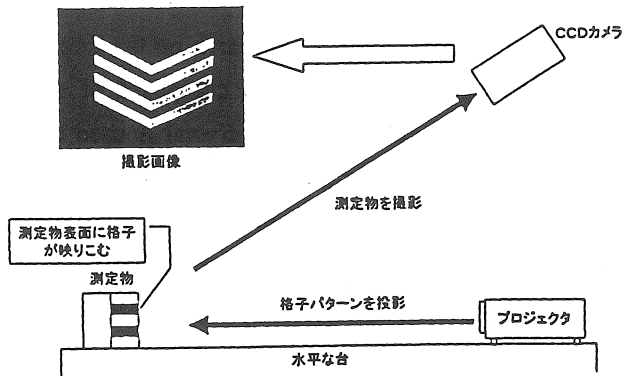 CCDカメラ
撮影画像
測定物を撮影
測定物表面に格子
が映りこむ
測定物
格子パターンを投影
プロジェクタ
水平な台